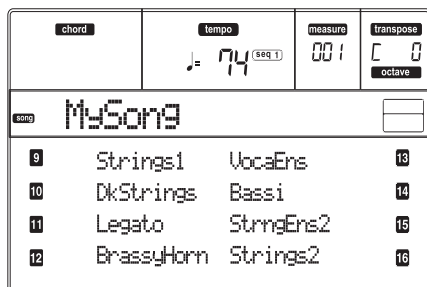 chord tempo measure transpose
♩= 74 seq 1 001 C 0
octave
song MySong
9 Strings1 VocaEns 13
10 DkStrings Bassi 14
11 Legato StrngEns2 15
12 BrassyHorn Strings2 16